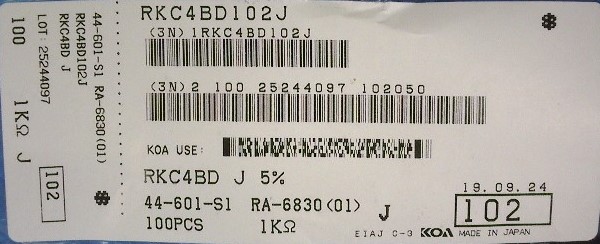 RKC4BD102J
(3N) 1RKC4BD102J
(3N) 2 100 25244097 102050
KOA USE:
RKC4BD J 5%
44-601-S1 RA-6830(01) J
100PCS 1KΩ
19.09.24
102
EIAJ C-3 KOA MADE IN JAPAN
44-601-S1 RA-6830(01)
RKC4BD102J
RKC4BD J
LOT: 25244097
100 1KΩ J
102